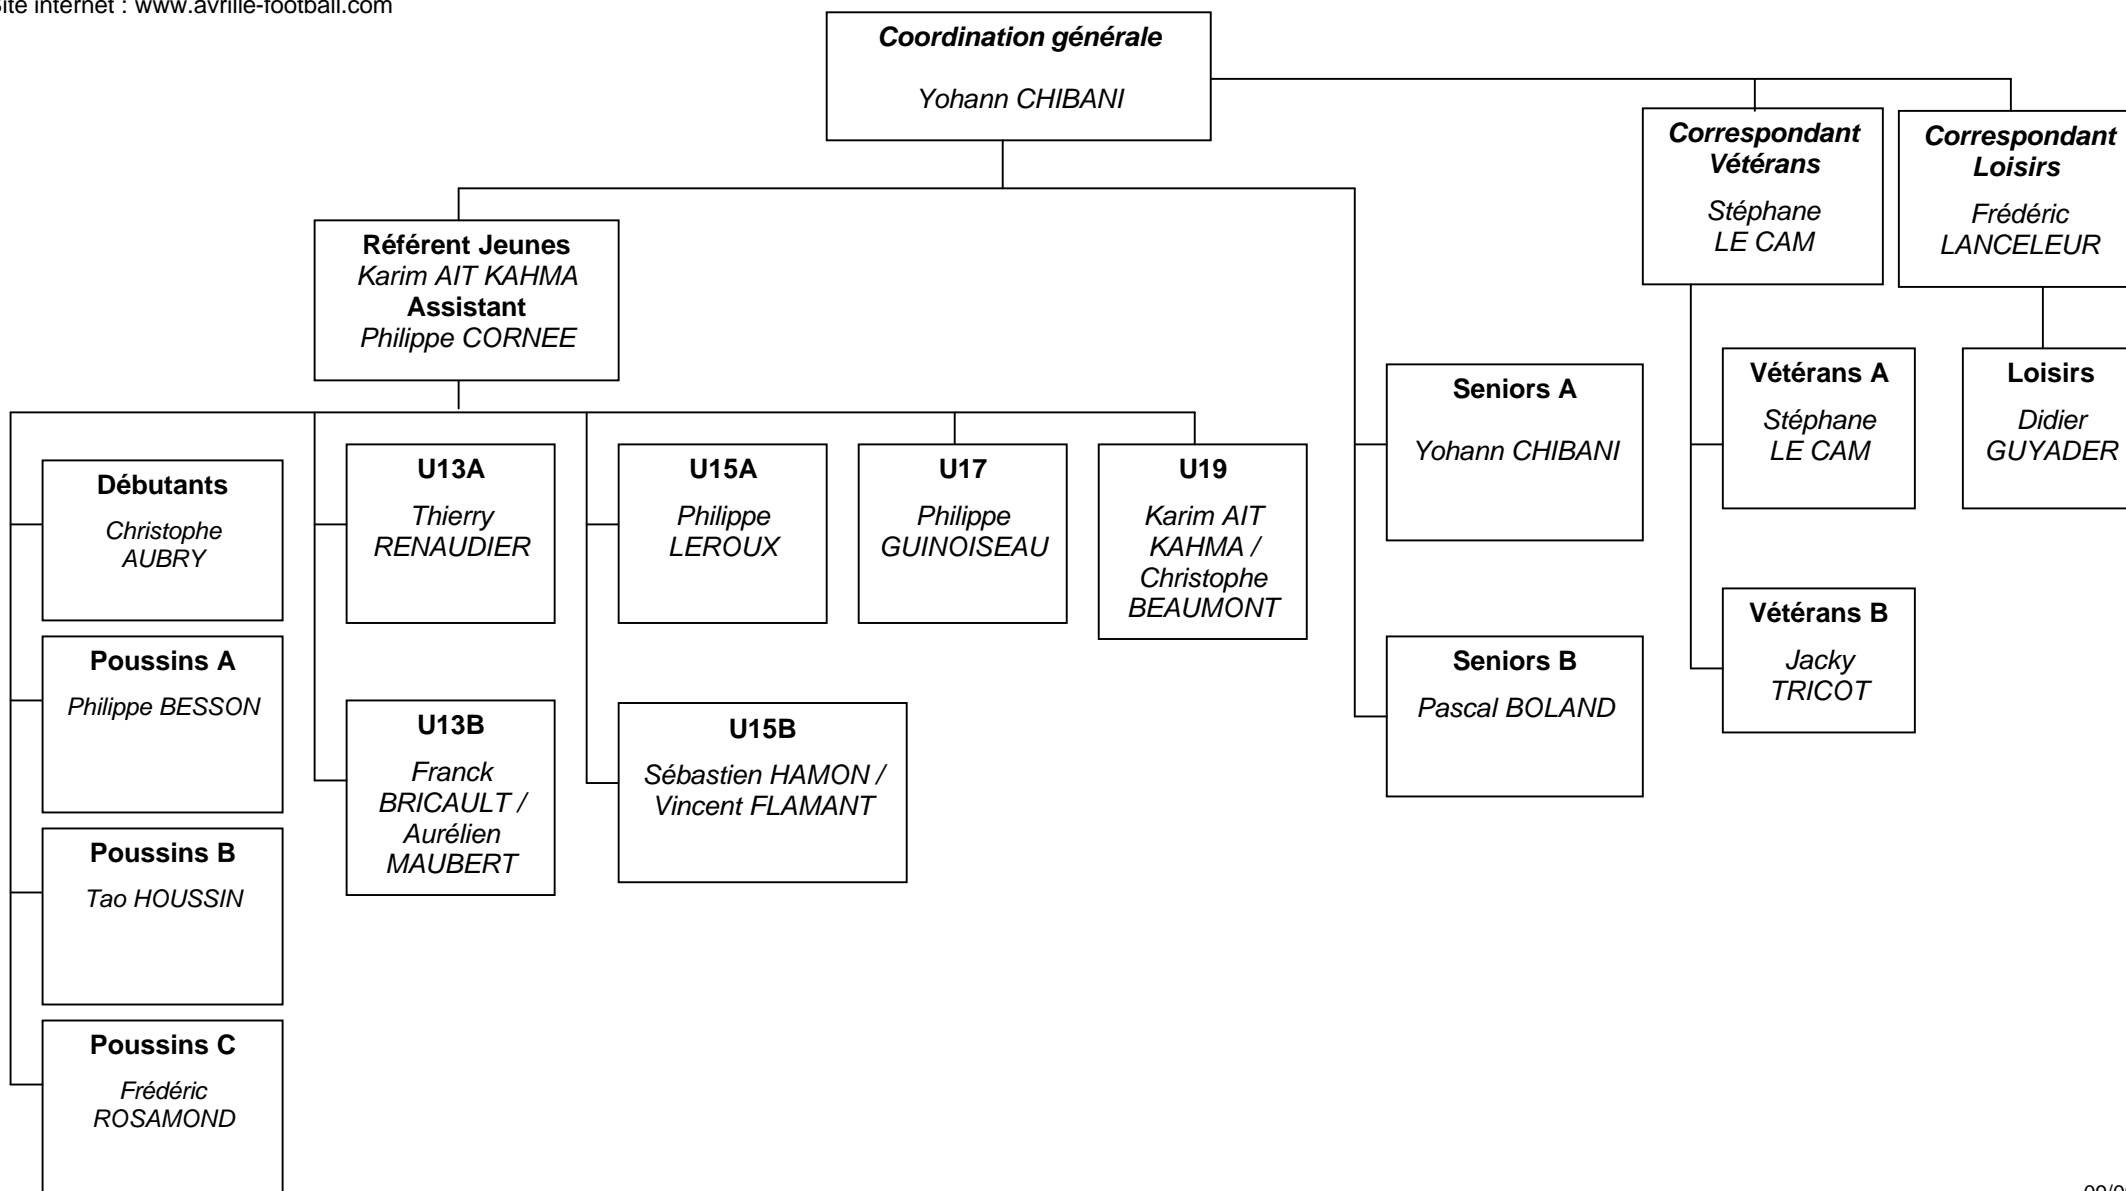 Site internet : www.avrille-football.com
Coordination générale
Yohann CHIBANI
Correspondant
Vétérans
Stéphane
LE CAM
Correspondant
Loisirs
Frédéric
LANCELEUR
Référent Jeunes
Karim AIT KAHMA
Assistant
Philippe CORNEE
Seniors A
Yohann CHIBANI
Vétérans A
Stéphane
LE CAM
Loisirs
Didier
GUYADER
Débutants
Christophe
AUBRY
U13A
Thierry
RENAUDIER
U15A
Philippe
LEROUX
U17
Philippe
GUINOISEAU
U19
Karim AIT
KAHMA /
Christophe
BEAUMONT
Vétérans B
Jacky
TRICOT
Poussins A
Philippe BESSON
Seniors B
Pascal BOLAND
U13B
Franck
BRICAULT /
Aurélien
MAUBERT
U15B
Sébastien HAMON /
Vincent FLAMANT
Poussins B
Tao HOUSSIN
Poussins C
Frédéric
ROSAMOND